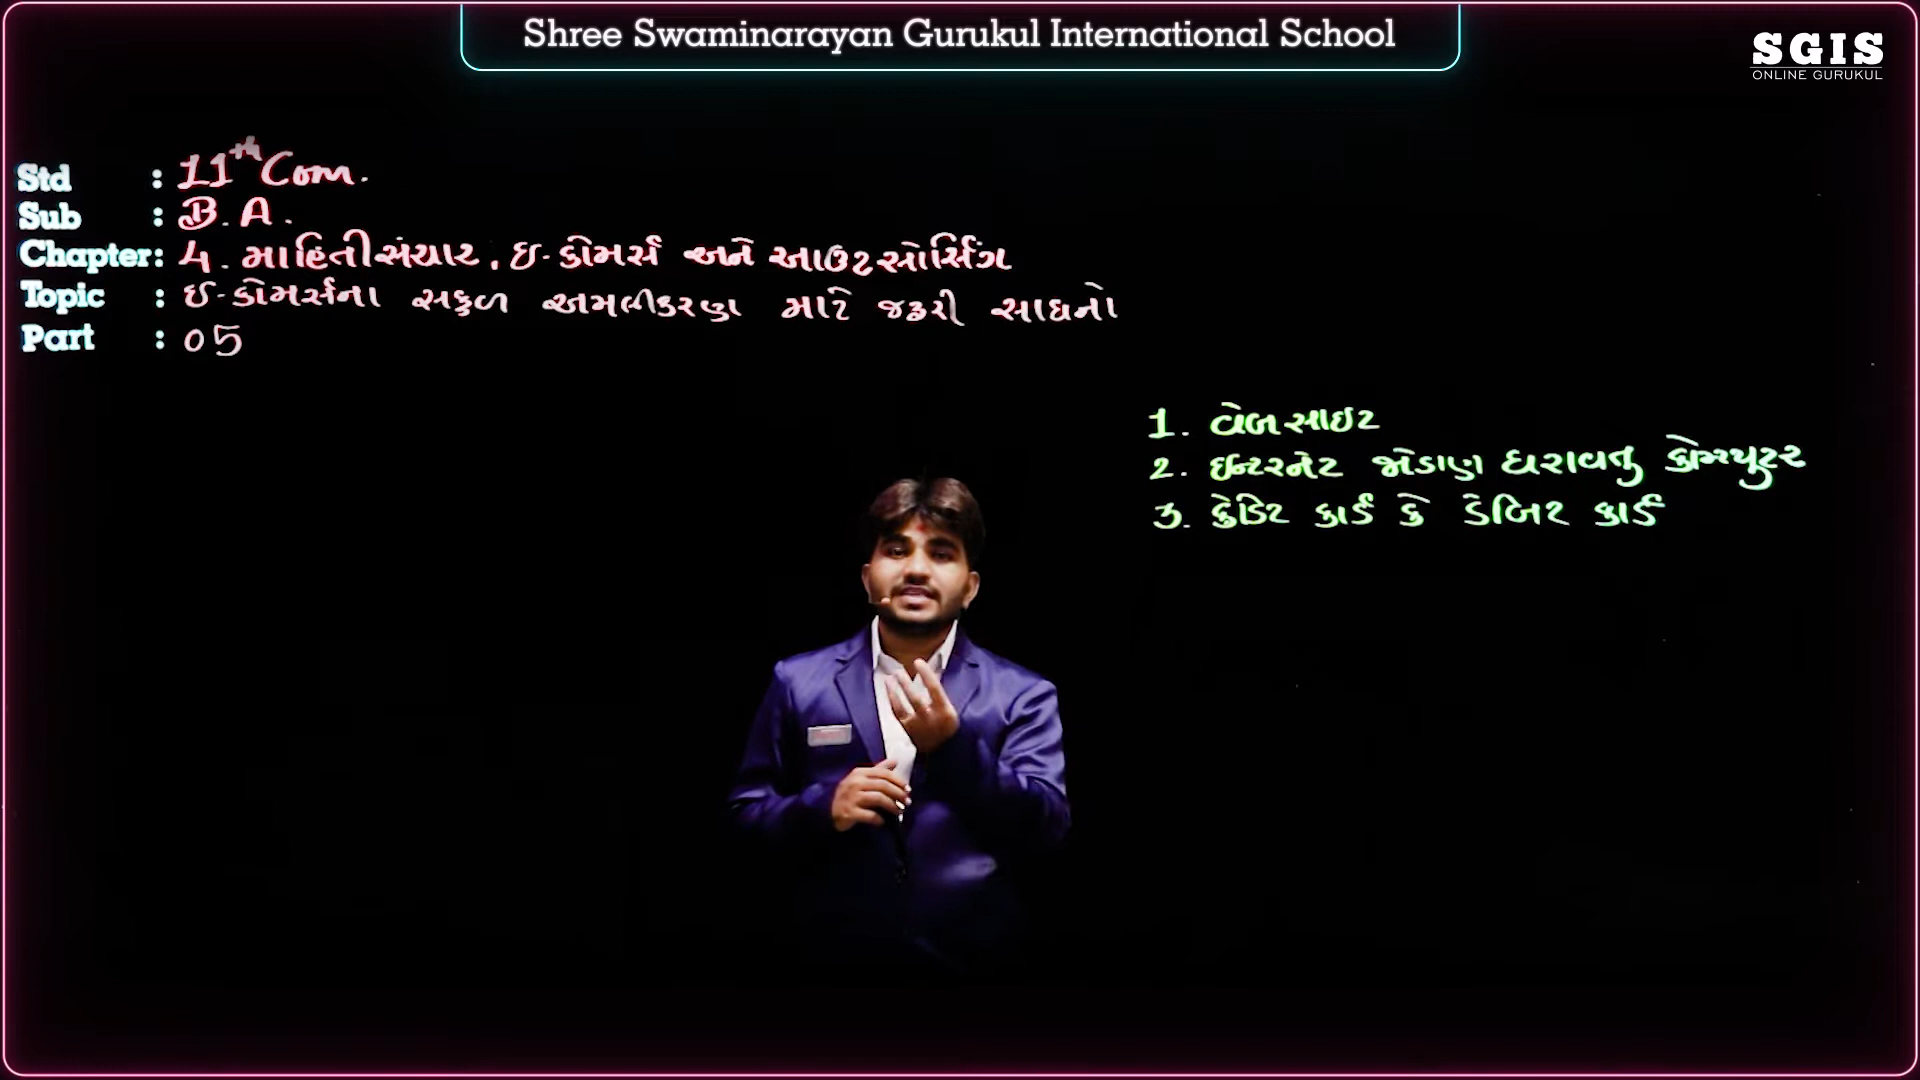 Shree Swaminarayan Gurukul International School
SGIS
ONLINE GURUKUL
Std : 11th Com.
Sub : B.A.
Chapter : 4. માહિતીસંચાર, ઇ-કોમર્સ અને આઉટસોર્સિંગ
Topic : ઈ-કોમર્સના સફળ અમલીકરણ માટે જરૂરી સાધનો
Part : 05
1. વેબસાઇટ
2. ઇન્ટરનેટ જોડાણ ધરાવતુ કોમ્પ્યુટર
3. ક્રેડિટ કાર્ડ કે ડેબિટ કાર્ડ